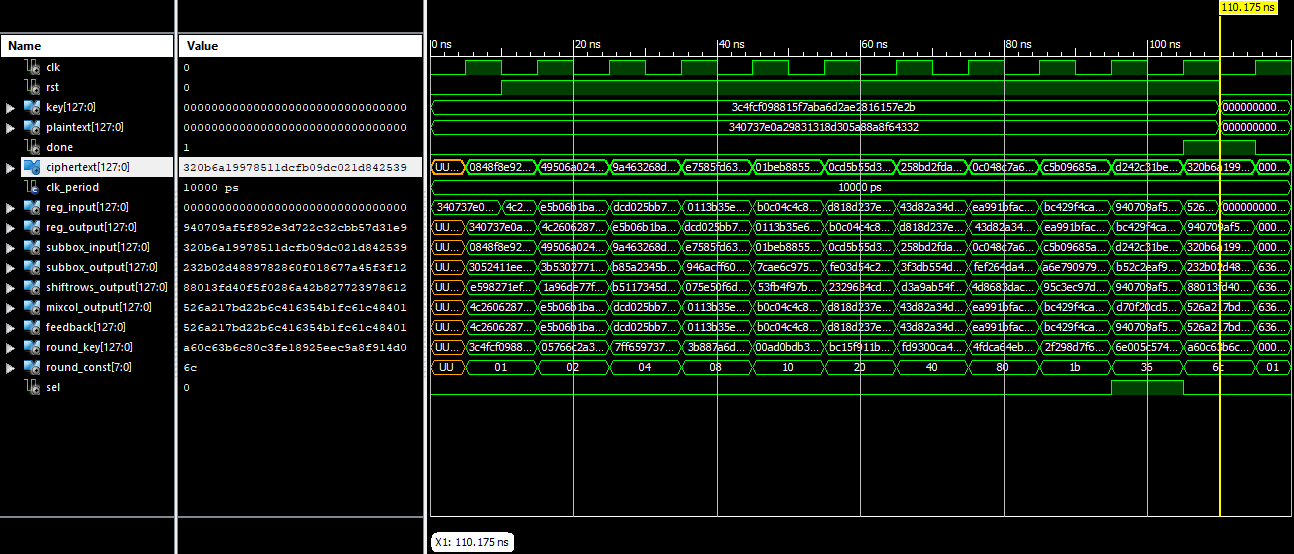 110.175 ns
Name Value 0 ns 20 ns 40 ns 60 ns 80 ns 100 ns
clk 0
rst 0
key[127:0] 00000000000000000000000000000000 3c4fcf098815f7aba6d2ae2816157e2b 000000000...
plaintext[127:0] 00000000000000000000000000000000 340737e0a29831318d305a88a8f64332 000000000...
done 1
ciphertext[127:0] 320b6a19978511dcfb09dc021d842539 UU... 0848f8e92... 49506a024... 9a463268d... e7585fd63... 01beb8855... 0cd5b55d3... 258bd2fda... 0c048c7a6... c5b09685a... d242c31be... 320b6a199... 000...
clk_period 10000 ps 10000 ps
reg_input[127:0] 00000000000000000000000000000000 340737e0... 4c2... e5b06b1ba... dcd025bb7... 0113b35e... b0c04c4c8... d818d237e... 43d82a34d... ea991bfac... bc429f4ca... 940709af5... 526... 000000000...
reg_output[127:0] 940709af5f892e3d722c32cbb57d31e9 UU... 340737e0a... 4c2606287... e5b06b1ba... dcd025bb7... 0113b35e6... b0c04c4c8... d818d237e... 43d82a34... ea991bfac... bc429f4ca... 940709af5... 000...
subbox_input[127:0] 320b6a19978511dcfb09dc021d842539 UU... 0848f8e92... 49506a024... 9a463268d... e7585fd63... 01beb8855... 0cd5b55d3... 258bd2fda... 0c048c7a6... c5b09685a... d242c31be... 320b6a199... 000...
subbox_output[127:0] 232b02d4889782860f018677a45f3f12 UU... 3052411ee... 3b5302771... b85a2345b... 946acff60... 7cae6c975... fe03d54c2... 3f3db554d... fef264da4... a6e790979... b52c2eaf9... 232b02d48... 636...
shiftrows_output[127:0] 88013fd40f5f0286a42b827723978612 UU... e598271ef... 1a96de77f... b5117345d... 075e50f6d... 53fb4f97b... 2329634cd... d3a9ab54f... 4d8683dac... 95c3ec97d... 940709af5... 88013fd40... 636...
mixcol_output[127:0] 526a217bd22b6c416354b1fc61c48401 UU... 4c2606287... e5b06b1ba... dcd025bb7... 0113b35e... b0c04c4c8... d818d237e... 43d82a34d... ea991bfac... bc429f4ca... d70f20cd5... 526a217bd... 636...
feedback[127:0] 526a217bd22b6c416354b1fc61c48401 UU... 4c2606287... e5b06b1ba... dcd025bb7... 0113b35e... b0c04c4c8... d818d237e... 43d82a34d... ea991bfac... bc429f4ca... 940709af5... 526a217bd... 636...
round_key[127:0] a60c63b6c80c3fe18925eec9a8f914d0 UU... 3c4fcf0988... 05766c2a3... 7ff659737... 3b887a6d... 00ad0bdb3... bc15f911b... fd9300ca4... 4fdca64eb... 2f298d7f6... 6e005c574... a60c63b6c... 000...
round_const[7:0] 6c UU 01 02 04 08 10 20 40 80 1b 36 6c 01
sel 0
X1: 110.175 ns